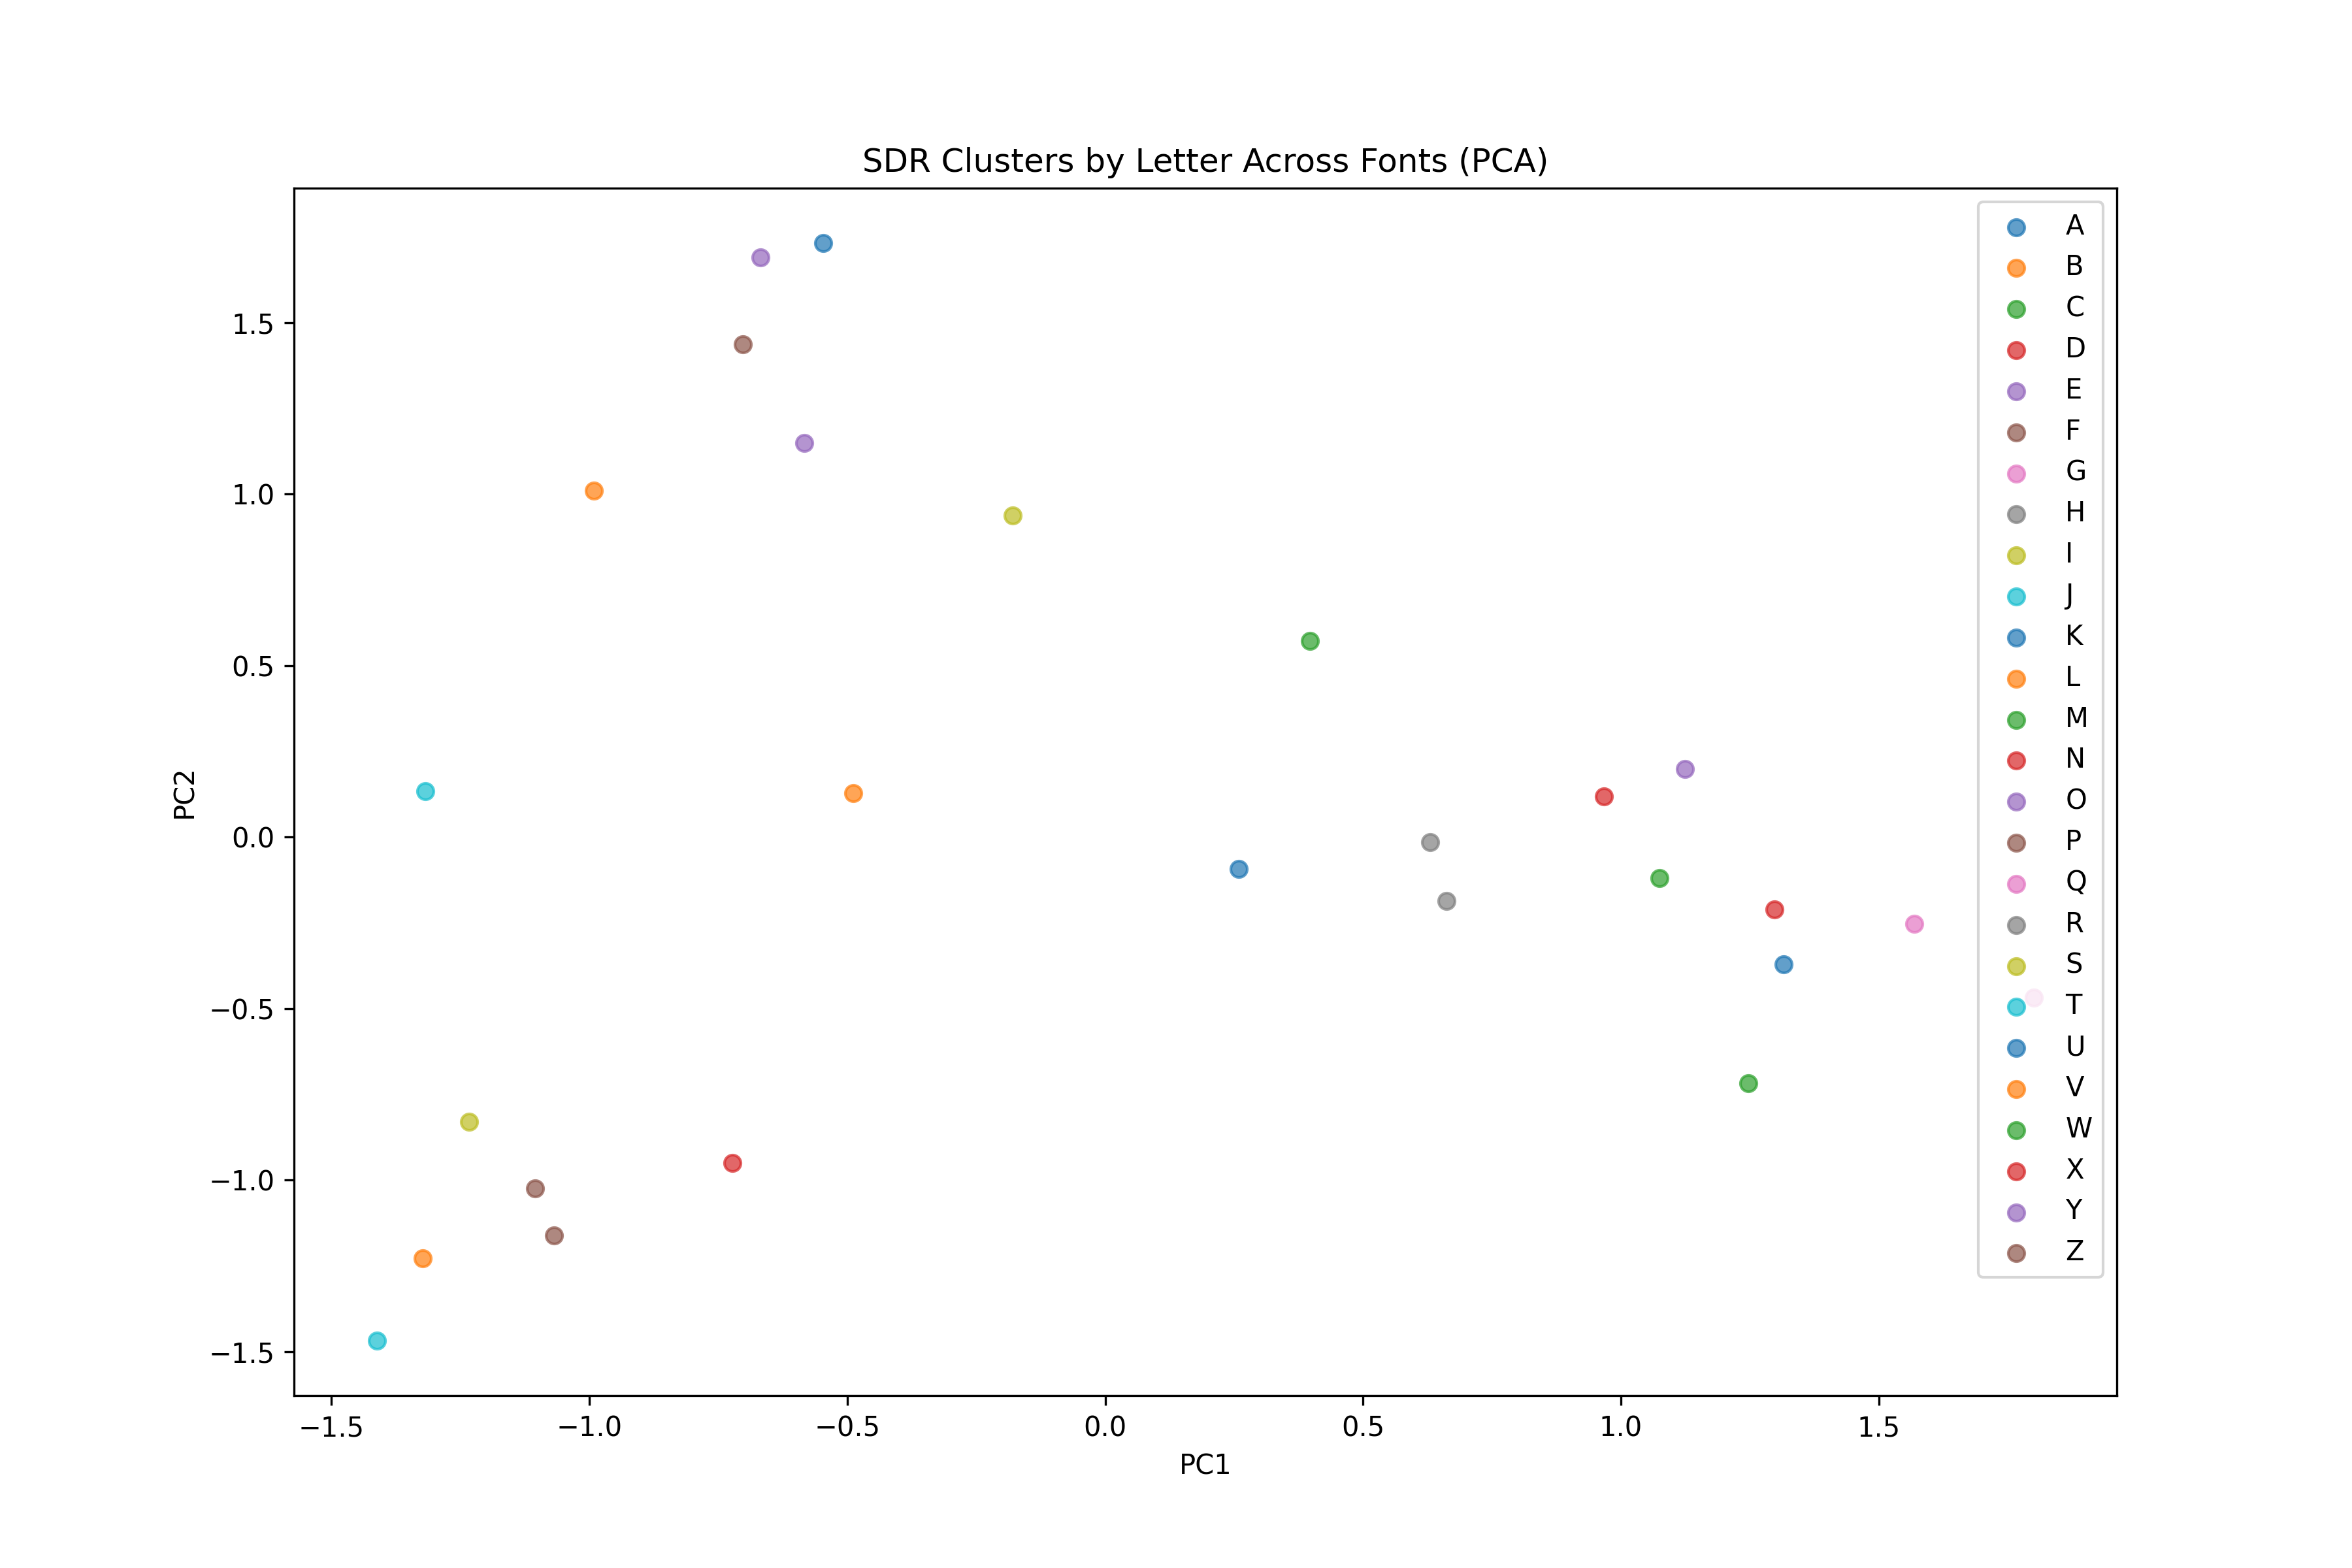 SDR Clusters by Letter Across Fonts (PCA)
A
B
C
D
E
F
G
H
I
J
K
L
M
N
O
P
Q
R
S
T
U
V
W
X
Y
Z
PC2
1.5
1.0
0.5
0.0
−0.5
−1.0
−1.5
−1.5 −1.0 −0.5 0.0 0.5 1.0 1.5
PC1